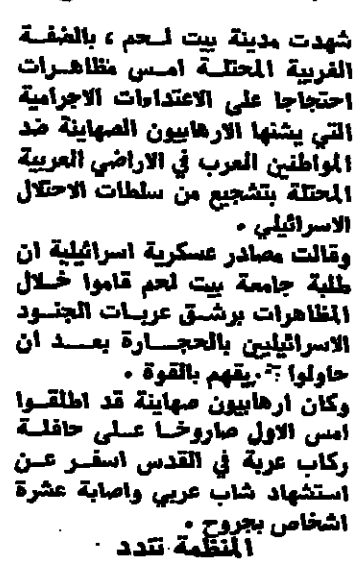 شهدت مدينة بيت لحم ، بالضفة
الغربية المحتلة امس مظاهرات
احتجاجا على الاعتداءات الاجرامية
التي يشنها الارهابيون الصهاينة ضد
المواطنين العرب في الاراضي العربية
المحتلة بتشجيع من سلطات الاحتلال
الاسرائيلي .
وقالت مصادر عسكرية اسرائيلية ان
طلبة جامعة بيت لحم قاموا خلال
المظاهرات برشق عربات الجنود
الاسرائيليين بالحجارة بعد ان
حاولوا بالقوة .
وكان ارهابيون صهاينة قد اطلقوا
امس الاول صاروخا على حافلة
ركاب عربة في القدس اسفر عن
استشهاد شاب عربي واصابة عشرة
اشخاص بجروح .
المنظمة تندد